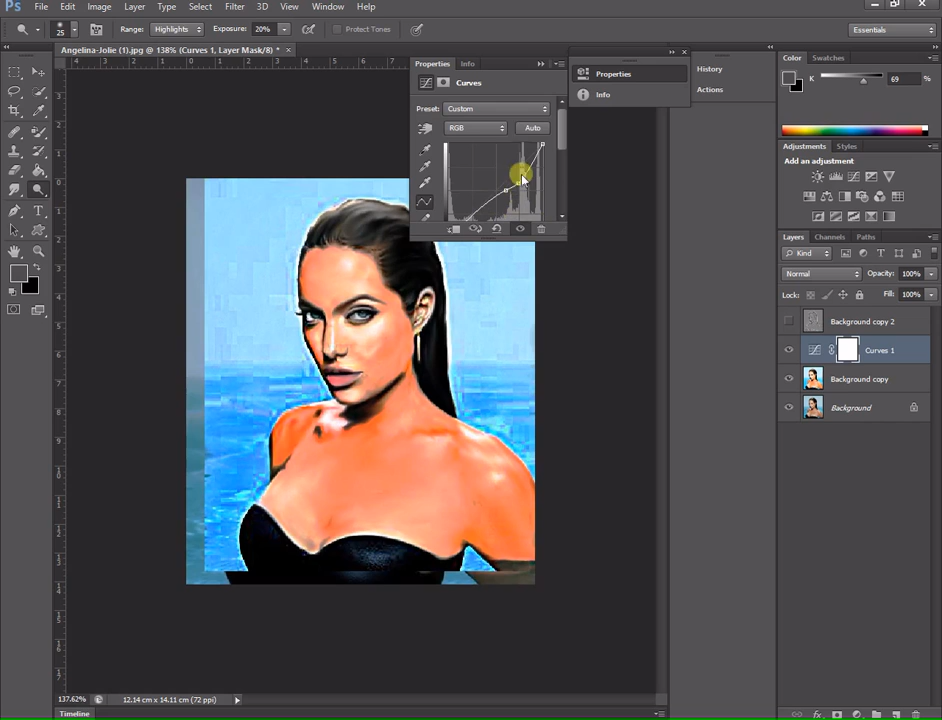 Ps File Edit Image Layer Type Select Filter 3D View Window Help
25 Range: Highlights Exposure: 20% Protect Tones Essentials
Angelina-Jolie (1).jpg @ 138% (Curves 1, Layer Mask/8) * ×
Properties Info
Curves
Preset: Custom
RGB Auto
Properties
Info
History
Actions
Color Swatches
K 69 %
Adjustments Styles
Add an adjustment
Layers Channels Paths
Kind
Normal Opacity: 100%
Lock: Fill: 100%
Background copy 2
Curves 1
Background copy
Background
137.62% 12.14 cm x 14.11 cm (72 ppi)
Timeline